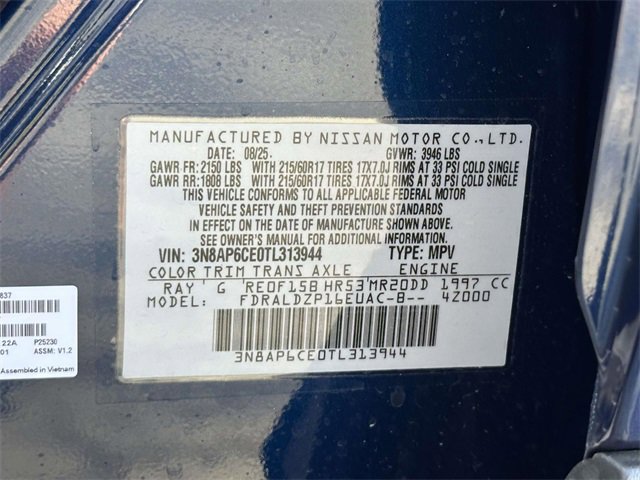 MANUFACTURED BY NISSAN MOTOR CO., LTD.
DATE 08/25 GVWR: 3946 LBS
GAWR FR: 2150 LBS WITH 215/60R17 TIRES 17X7.0J RIMS AT 33 PSI COLD SINGLE
GAWR RR: 1808 LBS WITH 215/60R17 TIRES 17X7.0J RIMS AT 33 PSI COLD SINGLE
THIS VEHICLE CONFORMS TO ALL APPLICABLE FEDERAL MOTOR
VEHICLE SAFETY AND THEFT PREVENTION STANDARDS
IN EFFECT ON THE DATE OF MANUFACTURE SHOWN ABOVE.
SEE OWNER'S MANUAL FOR ADDITIONAL INFORMATION.
VIN: 3N8AP6CE0TL313944 TYPE: MPV
COLOR TRIM TRANS AXLE ENGINE
RAY G RE0F15B HR53 MR20DD 1997 CC
MODEL: FDRALDZP16EUAC-B-- 4Z000
3N8AP6CE0TL313944
837
22A P25230
01 ASSM: V1.2
Assembled in Vietnam